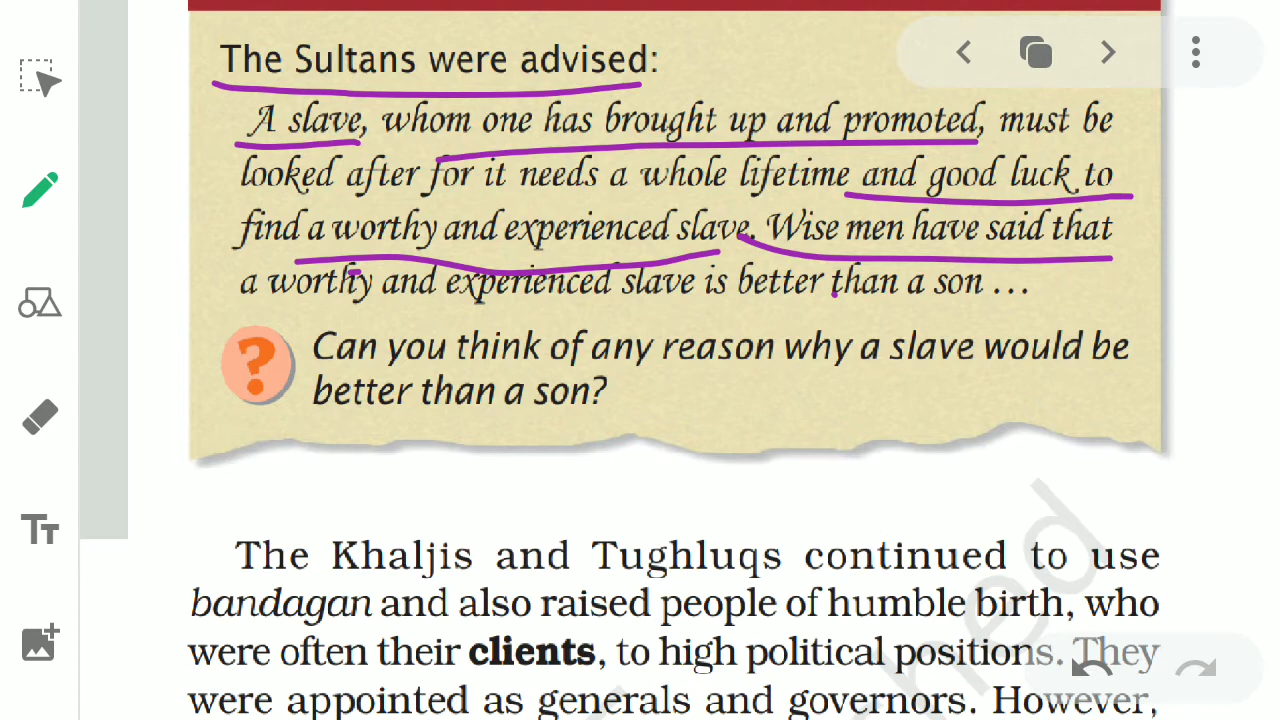 The Sultans were advised:
A slave, whom one has brought up and promoted, must be
looked after for it needs a whole lifetime and good luck to
find a worthy and experienced slave. Wise men have said that
a worthy and experienced slave is better than a son ...
? Can you think of any reason why a slave would be
better than a son?
The Khaljis and Tughluqs continued to use
bandagan and also raised people of humble birth, who
were often their clients, to high political positions. They
were appointed as generals and governors. However,
Tt